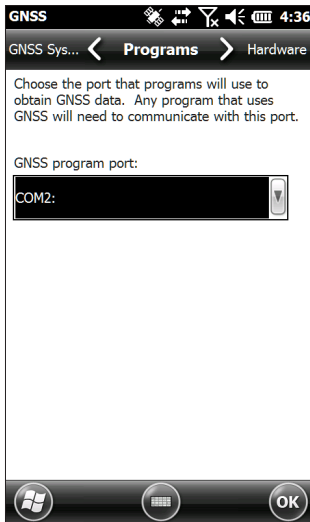 GNSS 4:36
GNSS Sys... Programs Hardware
Choose the port that programs will use to
obtain GNSS data. Any program that uses
GNSS will need to communicate with this port.
GNSS program port:
COM2:
OK